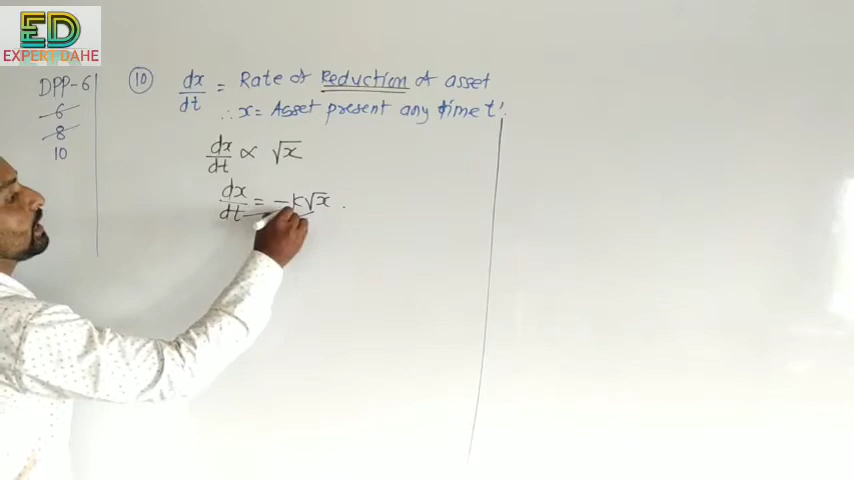 ED
EXPERT DAHE
DPP-6
6
8
10
10 dx/dt = Rate of Reduction of asset
∴ x = Asset present any time 't'.
dx/dt ∝ √x
dx/dt = -k√x .